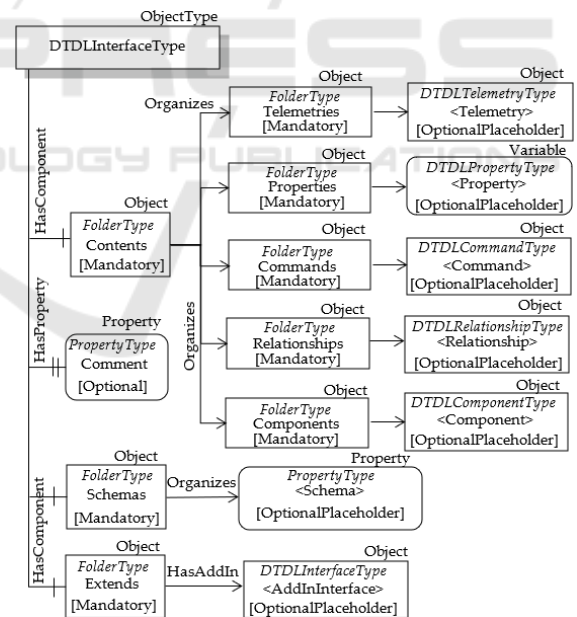 ObjectType
DTDLInterfaceType
Organizes
Object
FolderType
Telemetries
[Mandatory]
Object
DTDLTelemetryType
<Telemetry>
[OptionalPlaceholder]
Object
FolderType
Properties
[Mandatory]
Variable
DTDLPropertyType
<Property>
[OptionalPlaceholder]
HasComponent
Object
FolderType
Contents
[Mandatory]
Object
FolderType
Commands
[Mandatory]
Object
DTDLCommandType
<Command>
[OptionalPlaceholder]
Organizes
Object
FolderType
Relationships
[Mandatory]
Object
DTDLRelationshipType
<Relationship>
[OptionalPlaceholder]
HasProperty
Property
PropertyType
Comment
[Optional]
Object
FolderType
Components
[Mandatory]
Object
DTDLComponentType
<Component>
[OptionalPlaceholder]
HasComponent
Object
FolderType
Schemas
[Mandatory]
Organizes
Property
PropertyType
<Schema>
[OptionalPlaceholder]
Object
FolderType
Extends
[Mandatory]
HasAddIn
Object
DTDLInterfaceType
<AddInInterface>
[OptionalPlaceholder]